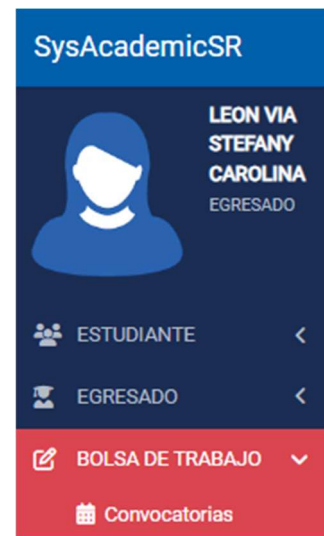 SysAcademicSR
LEON VIA
STEFANY
CAROLINA
EGRESADO
ESTUDIANTE
EGRESADO
BOLSA DE TRABAJO
Convocatorias